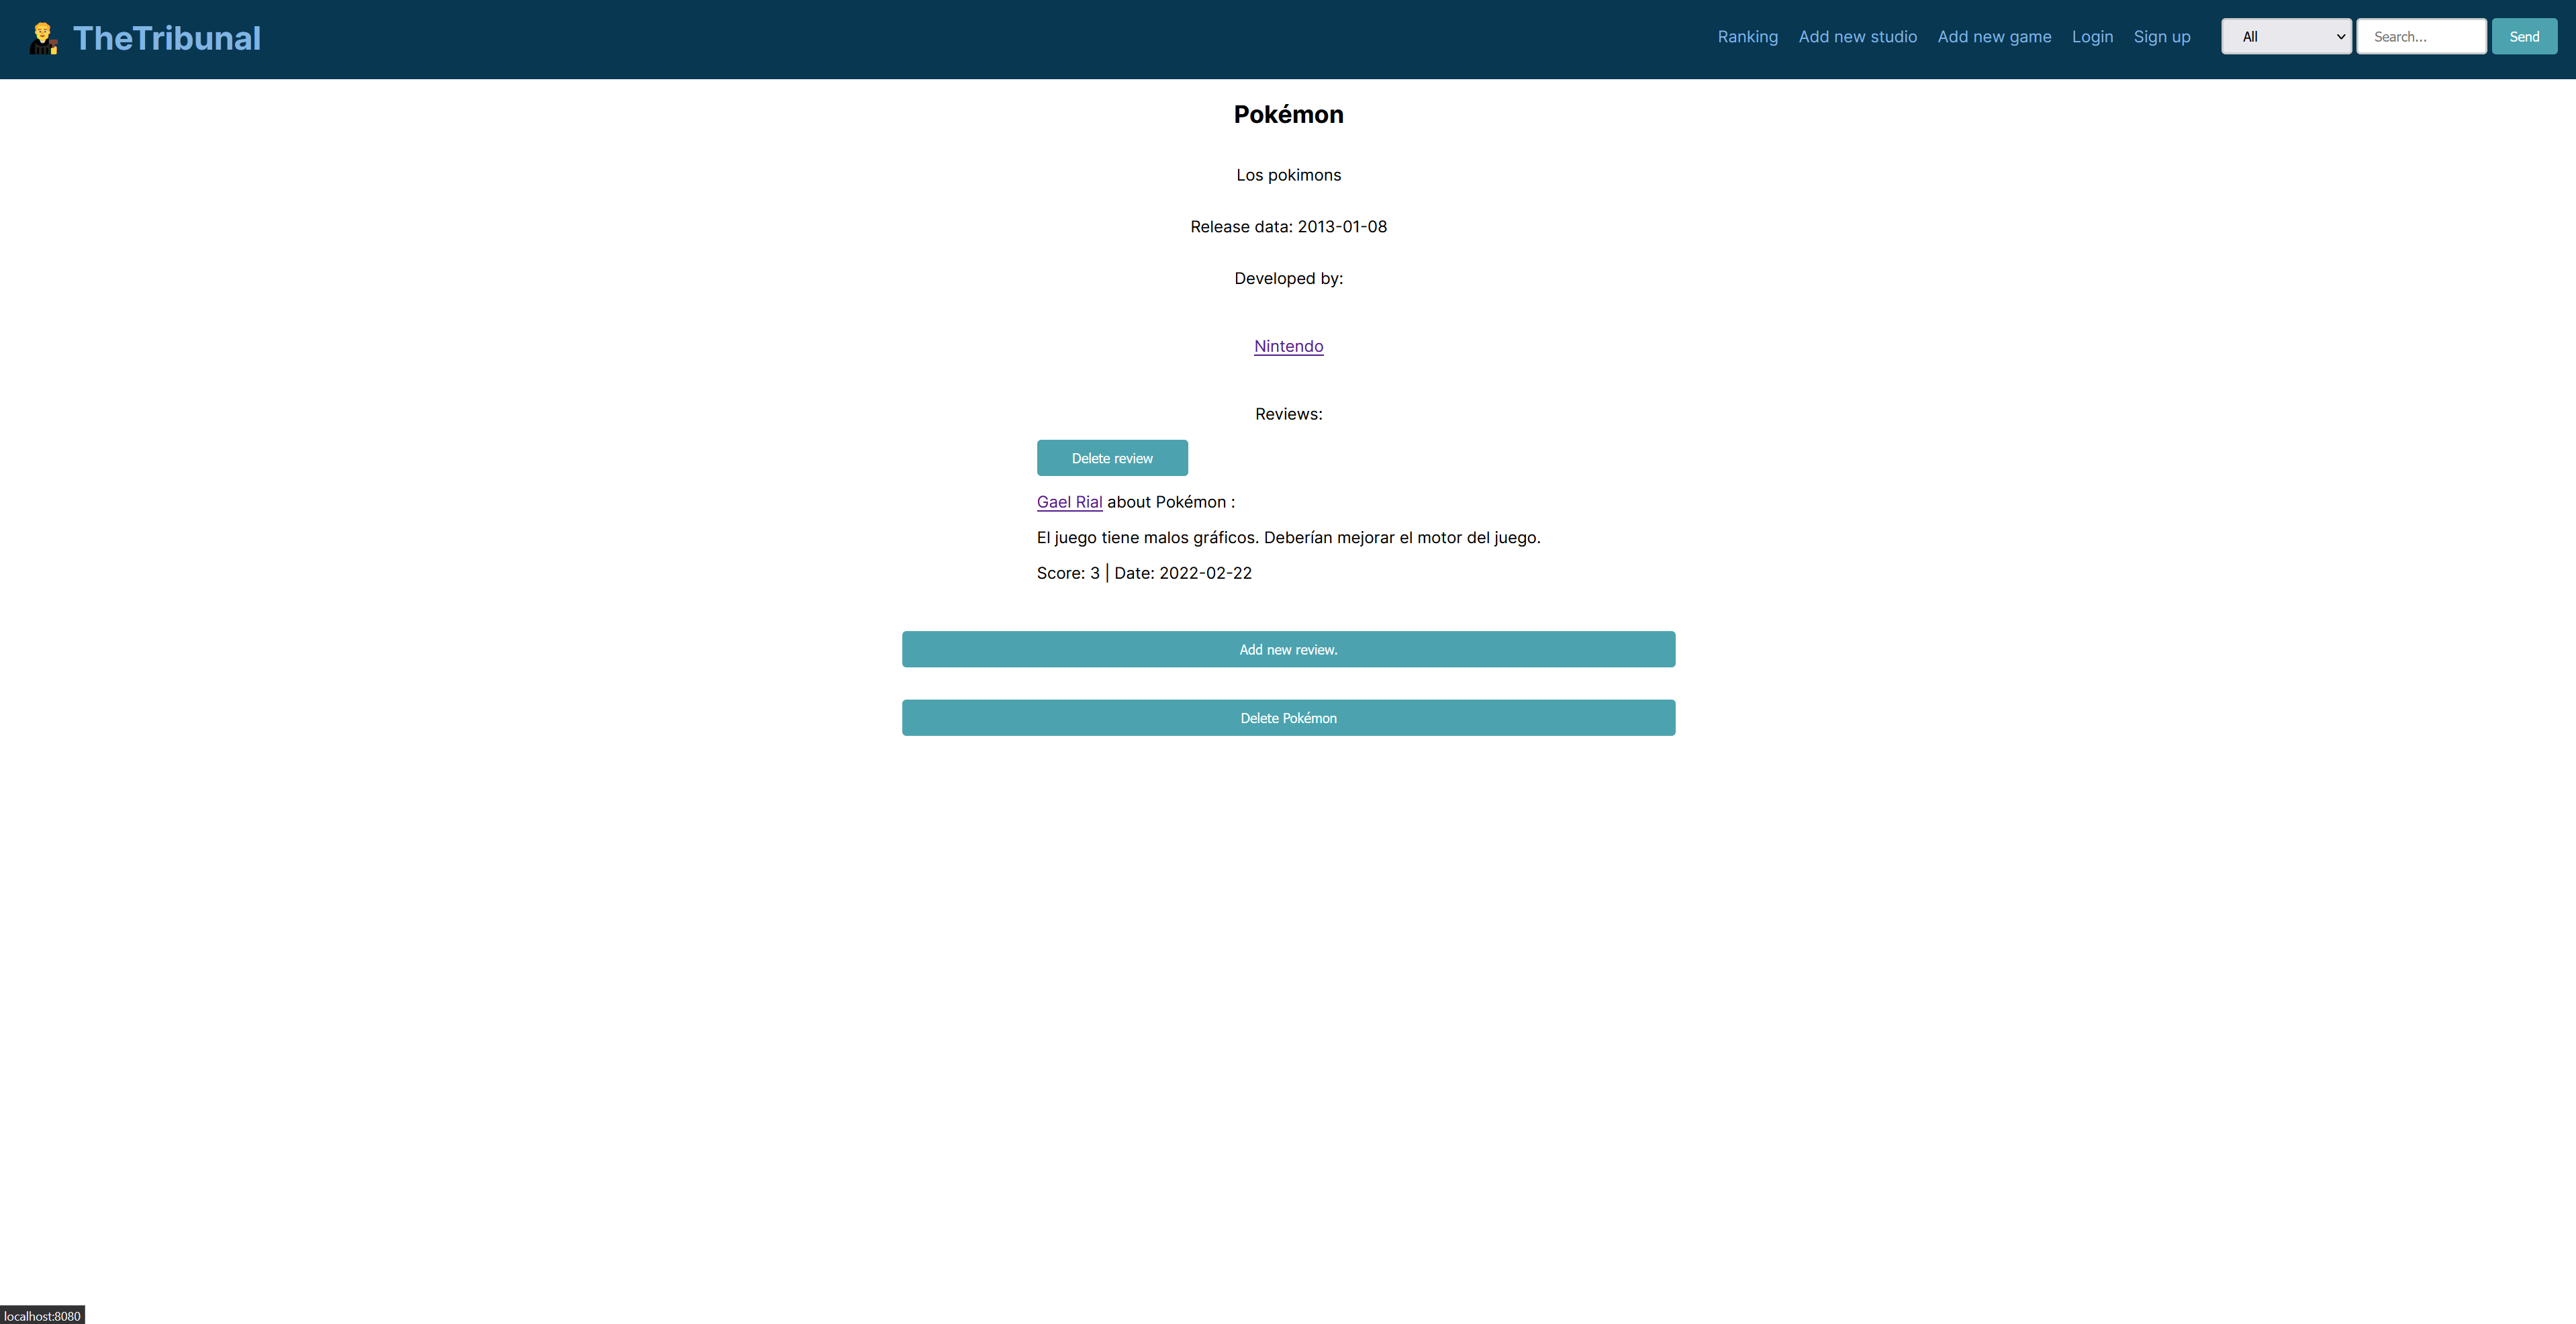 TheTribunal
Ranking Add new studio Add new game Login Sign up All Search... Send
Pokémon
Los pokimons
Release data: 2013-01-08
Developed by:
Nintendo
Reviews:
Delete review
Gael Rial about Pokémon :
El juego tiene malos gráficos. Deberían mejorar el motor del juego.
Score: 3 | Date: 2022-02-22
Add new review.
Delete Pokémon
localhost:8080